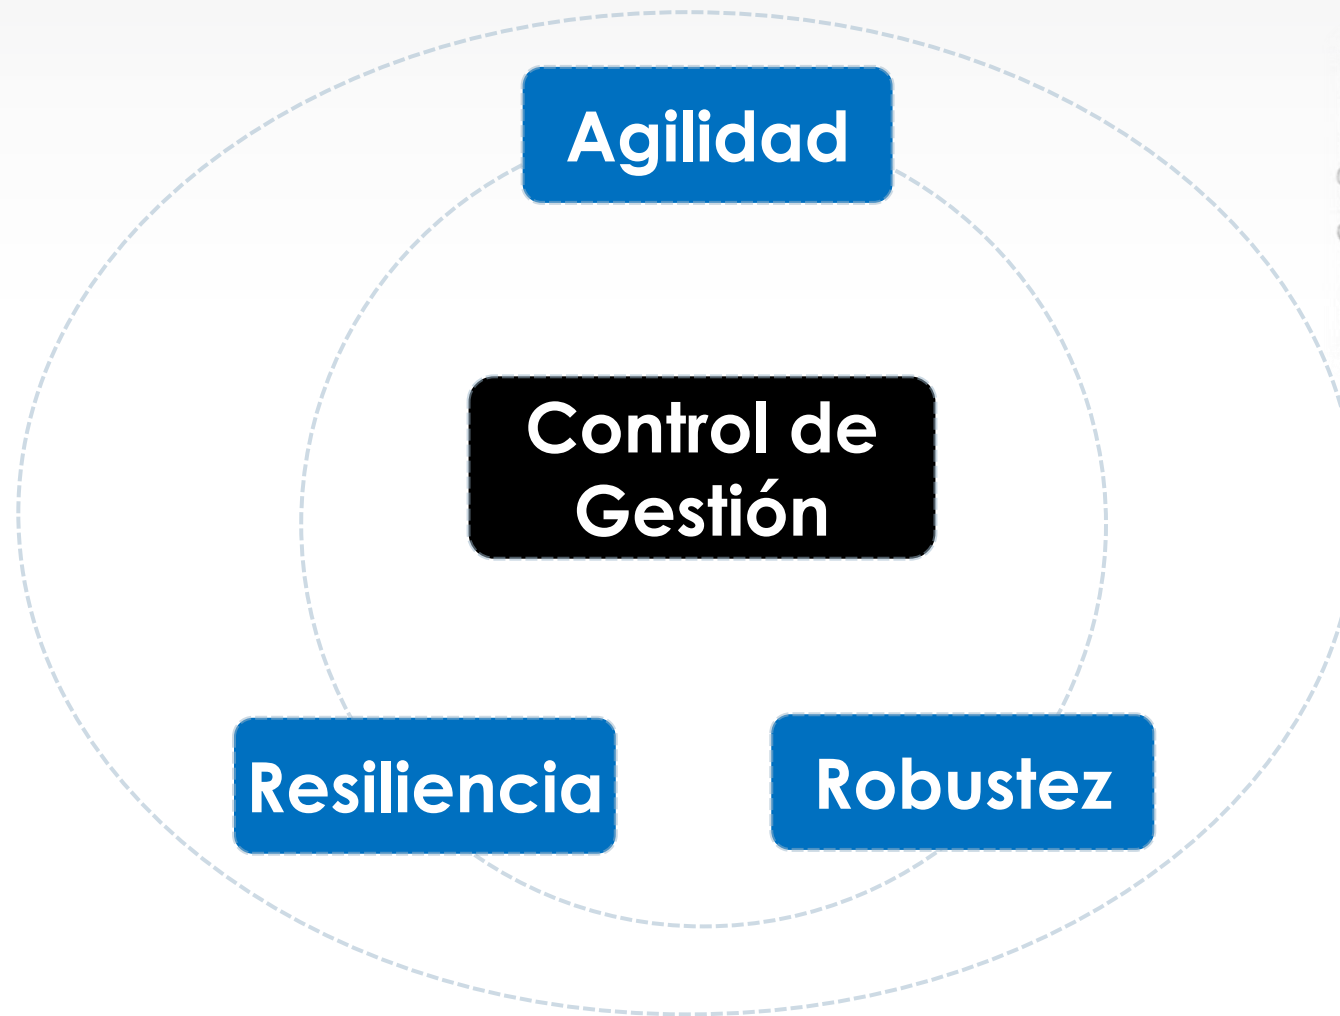 Agilidad
Control de
Gestión
Resiliencia
Robustez